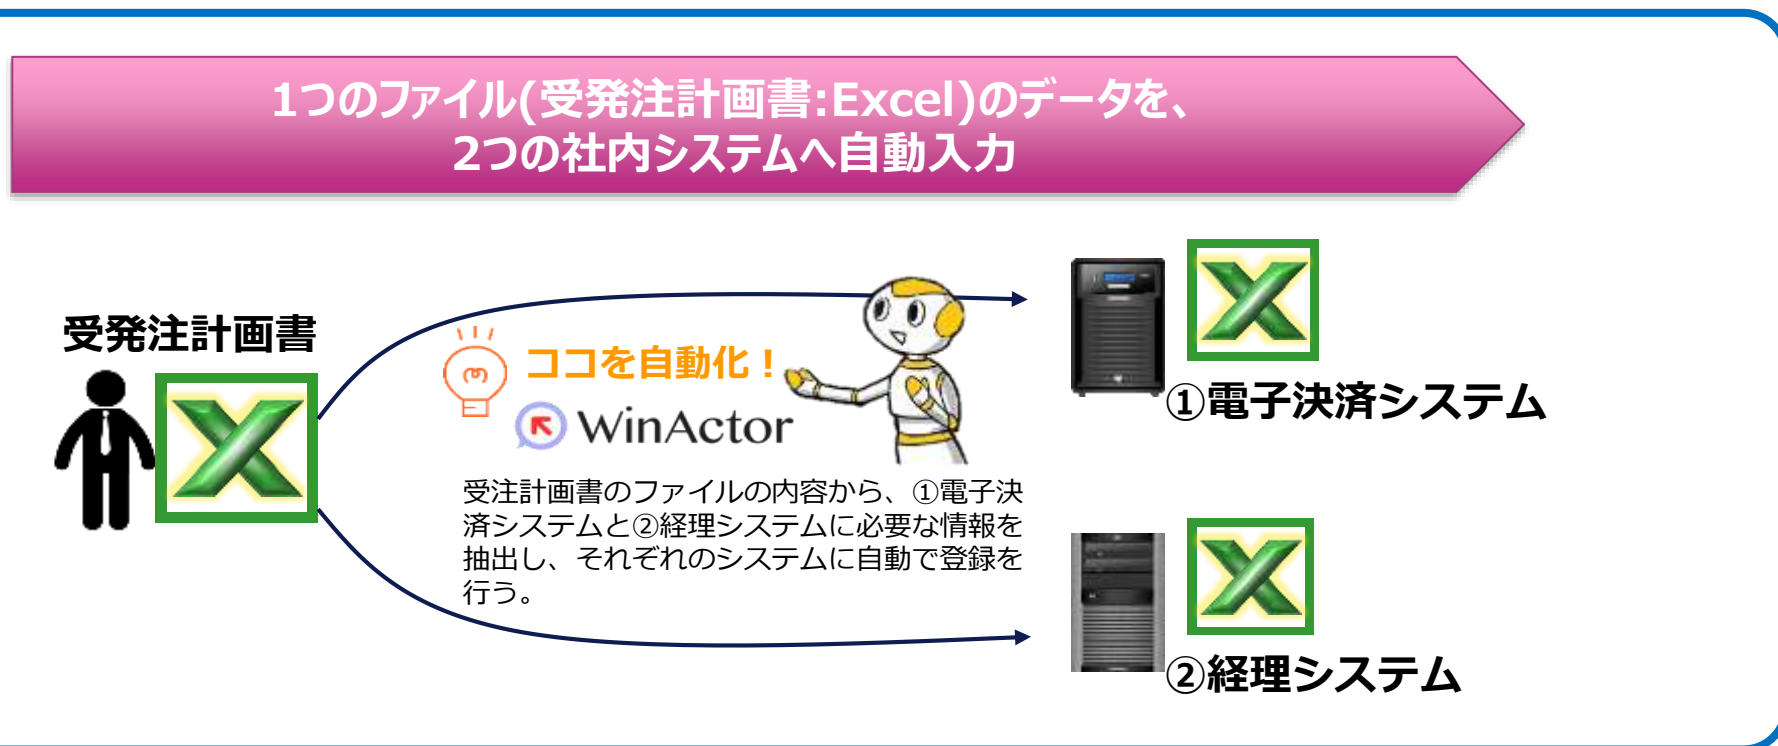 1つのファイル(受発注計画書:Excel)のデータを、
2つの社内システムへ自動入力
受発注計画書
ココを自動化！
WinActor
受注計画書のファイルの内容から、①電子決
済システムと②経理システムに必要な情報を
抽出し、それぞれのシステムに自動で登録を
行う。
①電子決済システム
②経理システム